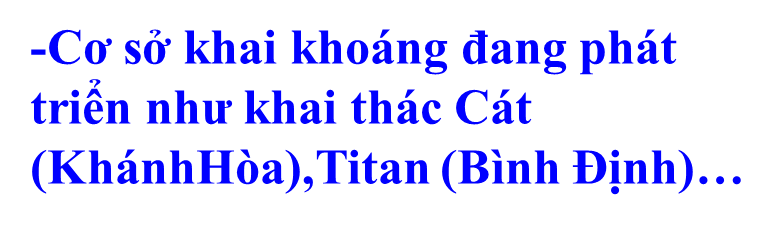 -Cơ sở khai khoáng đang phát
triển như khai thác Cát
(KhánhHòa),Titan (Bình Định)…